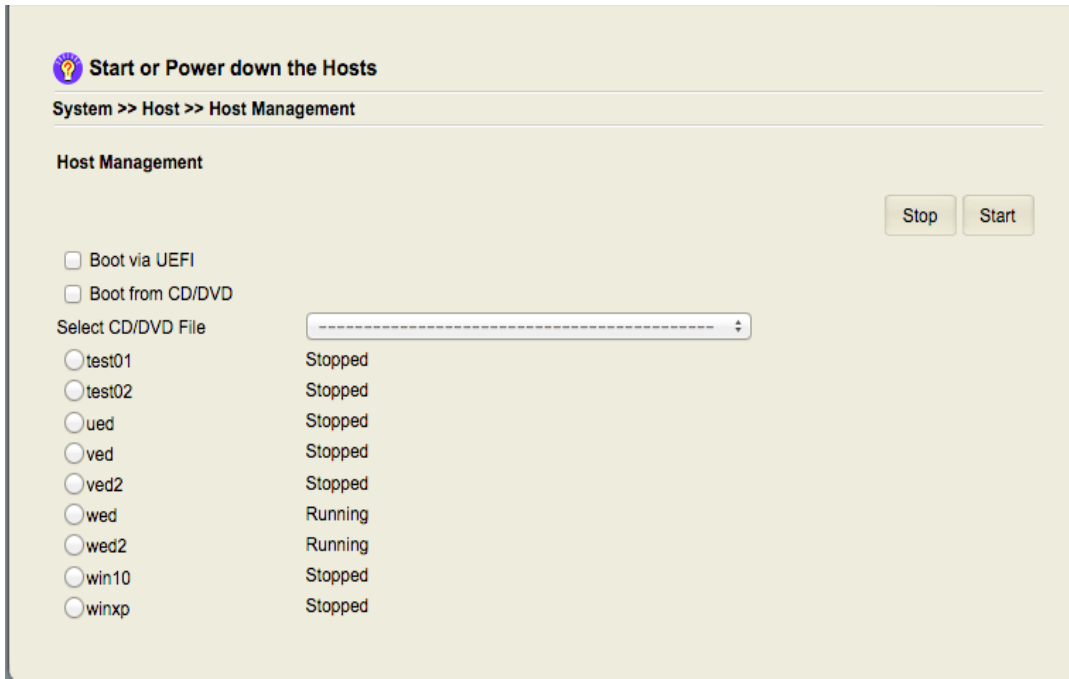 Start or Power down the Hosts
System >> Host >> Host Management
Host Management
Stop Start
Boot via UEFI
Boot from CD/DVD
Select CD/DVD File --------------------------------------------
test01 Stopped
test02 Stopped
ued Stopped
ved Stopped
ved2 Stopped
wed Running
wed2 Running
win10 Stopped
winxp Stopped